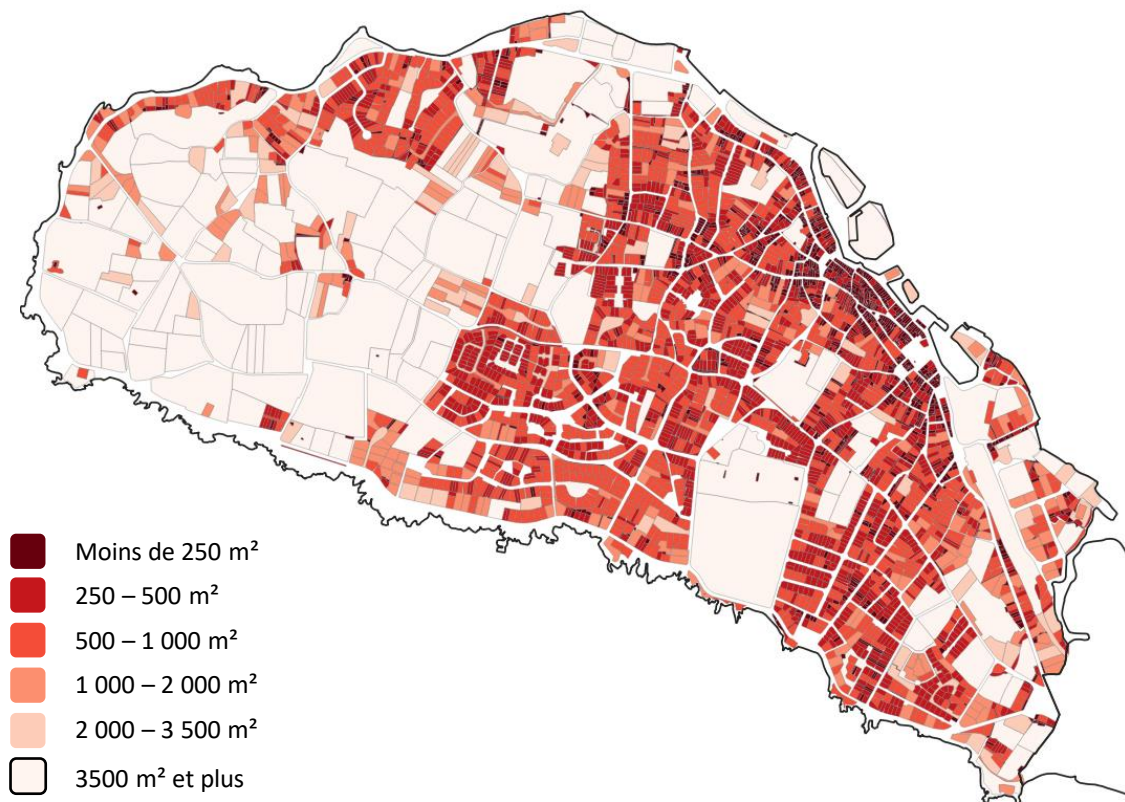 Moins de 250 m²
250 – 500 m²
500 – 1 000 m²
1 000 – 2 000 m²
2 000 – 3 500 m²
3500 m² et plus